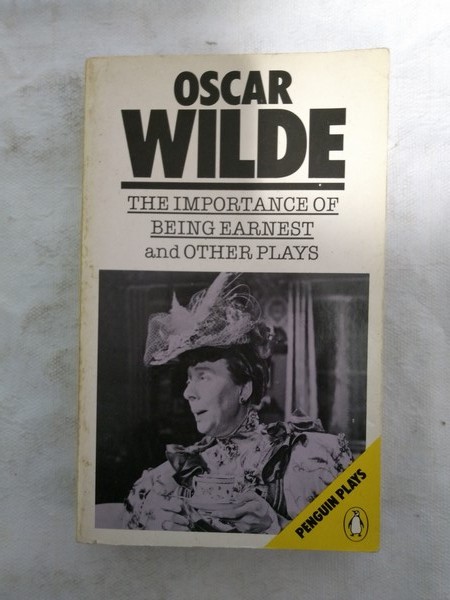 OSCAR
WILDE
THE IMPORTANCE OF
BEING EARNEST
and OTHER PLAYS
PENGUIN PLAYS